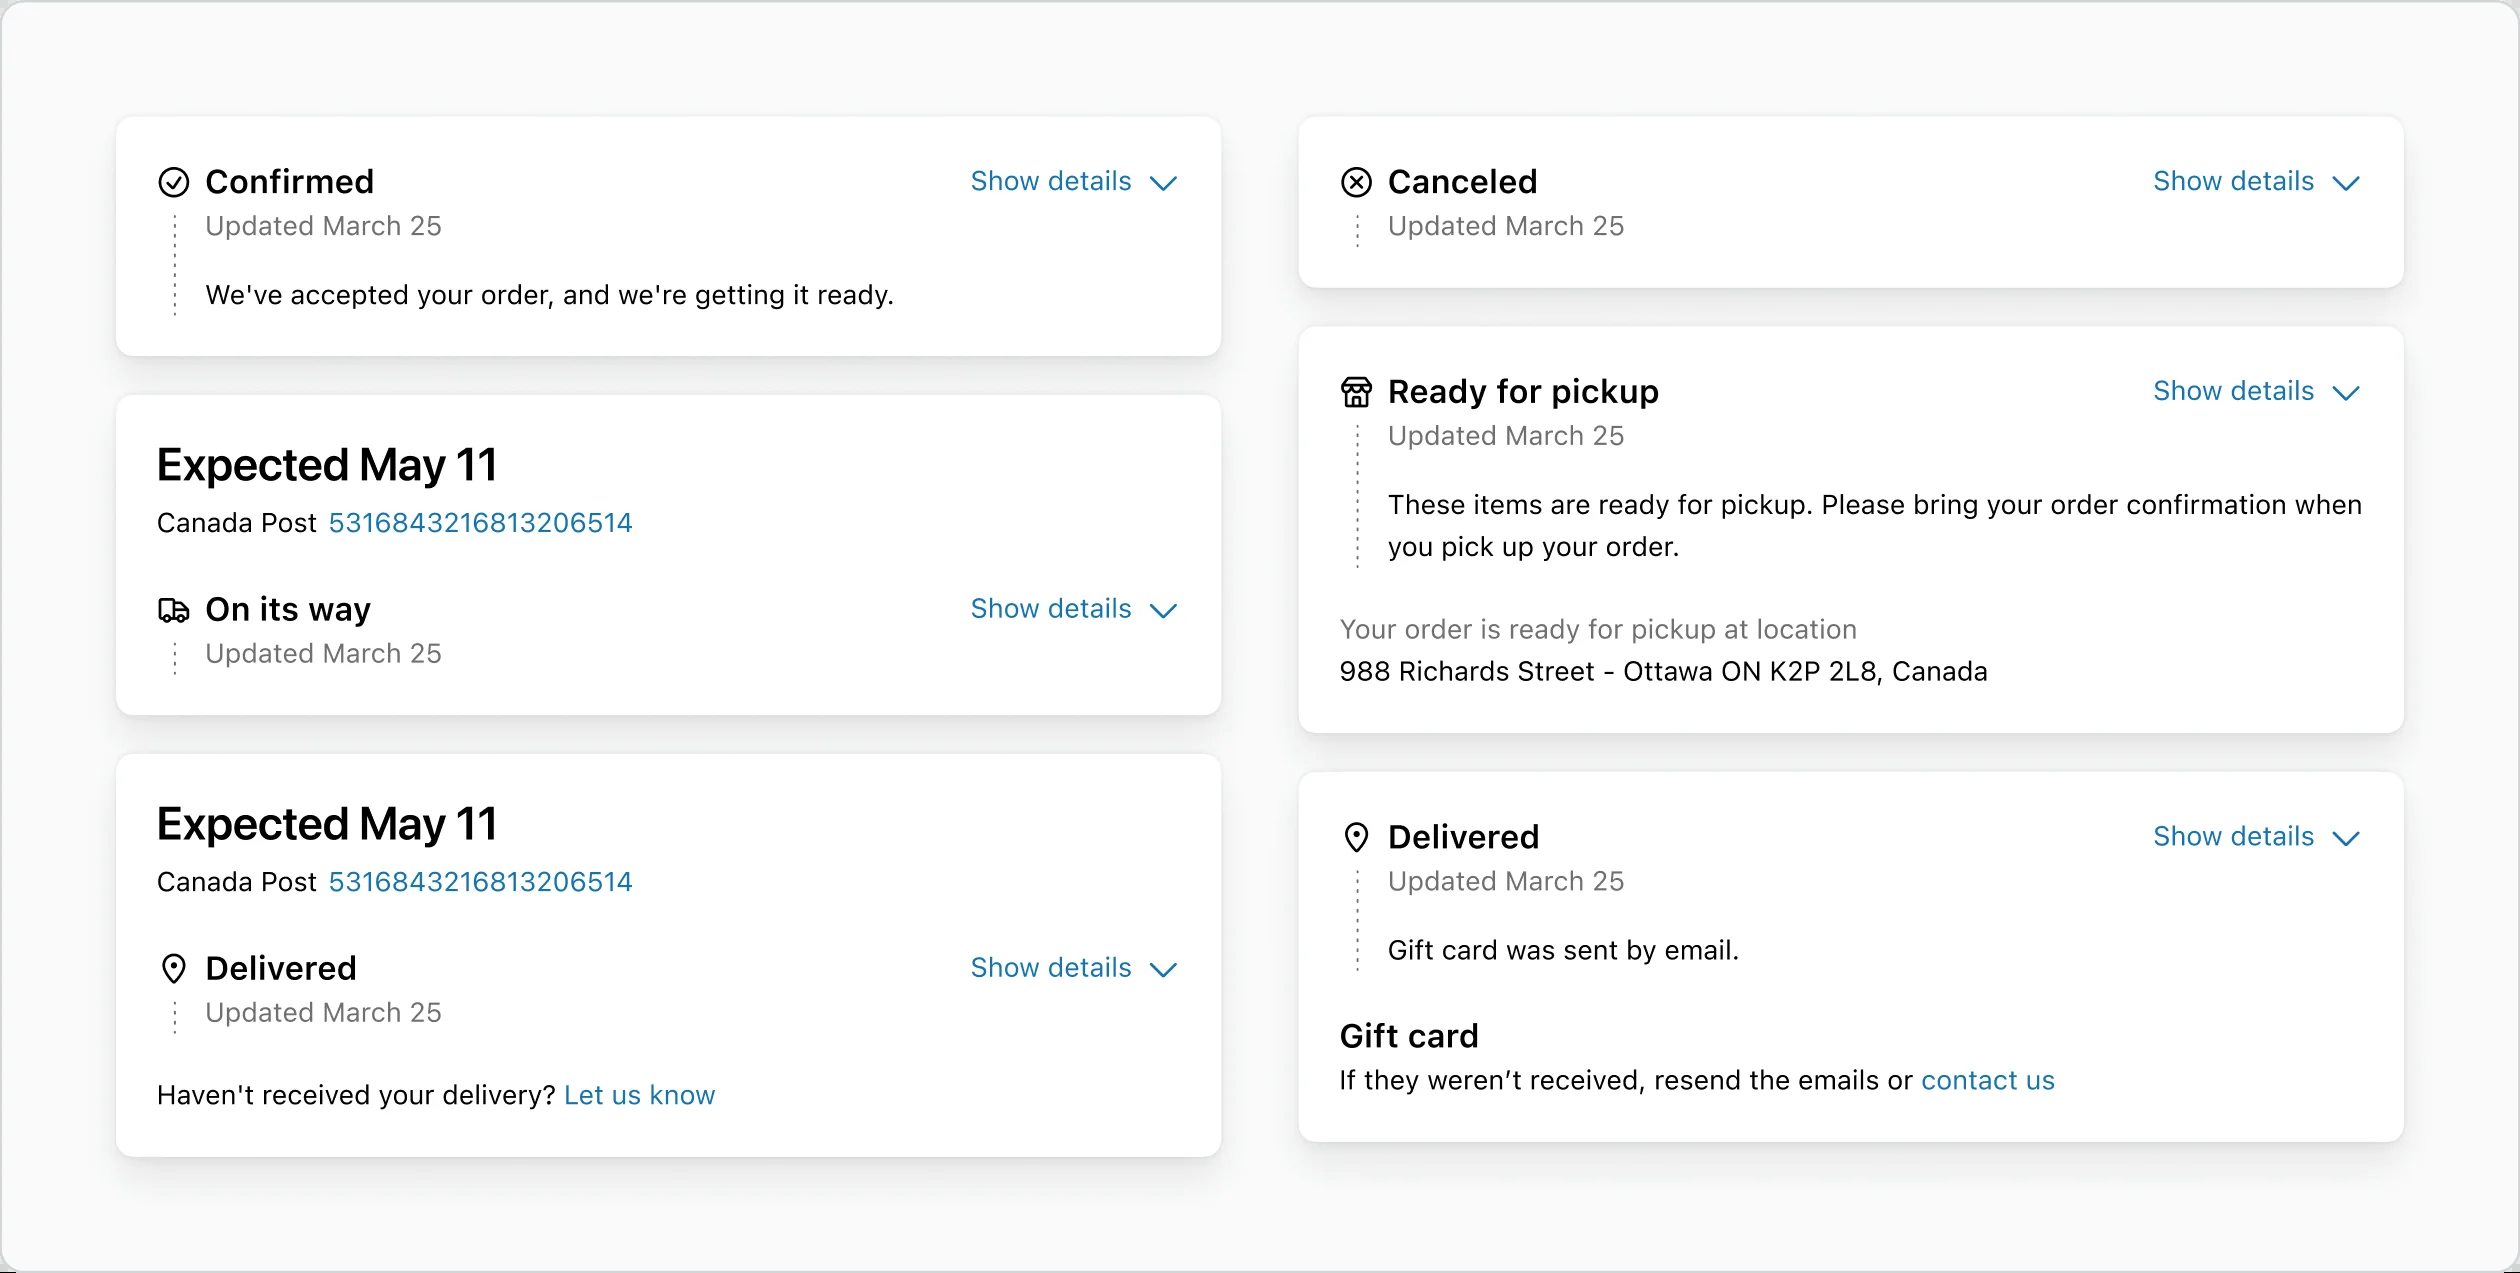 Confirmed
Show details
Updated March 25
We've accepted your order, and we're getting it ready.
Expected May 11
Canada Post 5316843216813206514
On its way
Show details
Updated March 25
Expected May 11
Canada Post 5316843216813206514
Delivered
Show details
Updated March 25
Haven't received your delivery? Let us know
Canceled
Show details
Updated March 25
Ready for pickup
Show details
Updated March 25
These items are ready for pickup. Please bring your order confirmation when
you pick up your order.
Your order is ready for pickup at location
988 Richards Street - Ottawa ON K2P 2L8, Canada
Delivered
Show details
Updated March 25
Gift card was sent by email.
Gift card
If they weren’t received, resend the emails or contact us